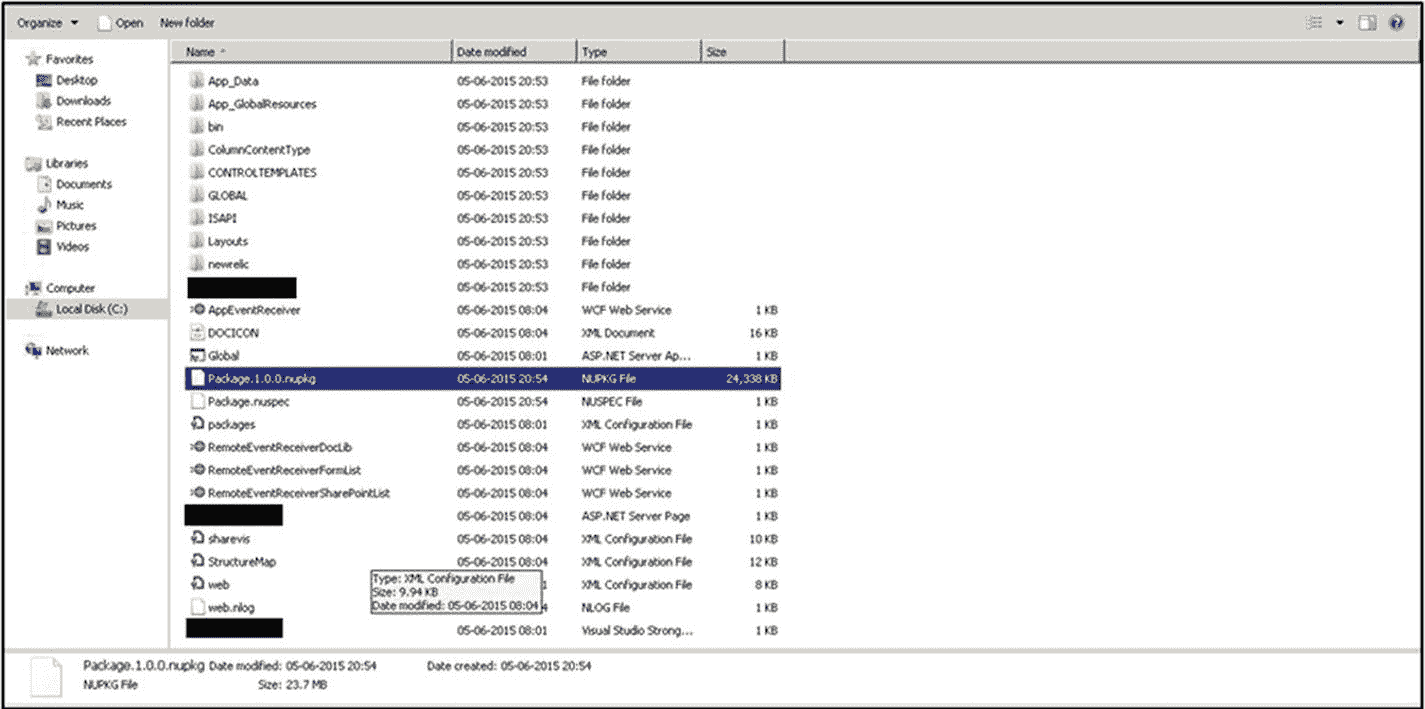 Organize Open New folder
Name Date modified Type Size
Favorites
Desktop
Downloads
Recent Places
Libraries
Documents
Music
Pictures
Videos
Computer
Local Disk (C:)
Network
App_Data 05-06-2015 20:53 File folder
App_GlobalResources 05-06-2015 20:53 File folder
bin 05-06-2015 20:53 File folder
ColumnContentType 05-06-2015 20:53 File folder
CONTROLTEMPLATES 05-06-2015 20:53 File folder
GLOBAL 05-06-2015 20:53 File folder
ISAPI 05-06-2015 20:53 File folder
Layouts 05-06-2015 20:53 File folder
newrelic 05-06-2015 20:53 File folder
05-06-2015 20:53 File folder
AppEventReceiver 05-06-2015 08:04 WCF Web Service 1 KB
DOCICON 05-06-2015 08:04 XML Document 16 KB
Global 05-06-2015 08:01 ASP.NET Server Ap... 1 KB
Package.1.0.0.nupkg 05-06-2015 20:54 NUPKG File 24,338 KB
Package.nuspec 05-06-2015 20:54 NUSPEC File 1 KB
packages 05-06-2015 08:01 XML Configuration File 1 KB
RemoteEventReceiverDocLib 05-06-2015 08:04 WCF Web Service 1 KB
RemoteEventReceiverFormList 05-06-2015 08:04 WCF Web Service 1 KB
RemoteEventReceiverSharePointList 05-06-2015 08:04 WCF Web Service 1 KB
05-06-2015 08:04 ASP.NET Server Page 1 KB
sharevis 05-06-2015 08:04 XML Configuration File 10 KB
StructureMap 05-06-2015 08:04 XML Configuration File 12 KB
web 1 XML Configuration File 8 KB
web.nlog 4 NLOG File 1 KB
Type: XML Configuration File
Size: 9.94 KB
Date modified: 05-06-2015 08:04
05-06-2015 08:01 Visual Studio Strong... 1 KB
Package.1.0.0.nupkg Date modified: 05-06-2015 20:54 Date created: 05-06-2015 20:54
NUPKG File Size: 23.7 MB